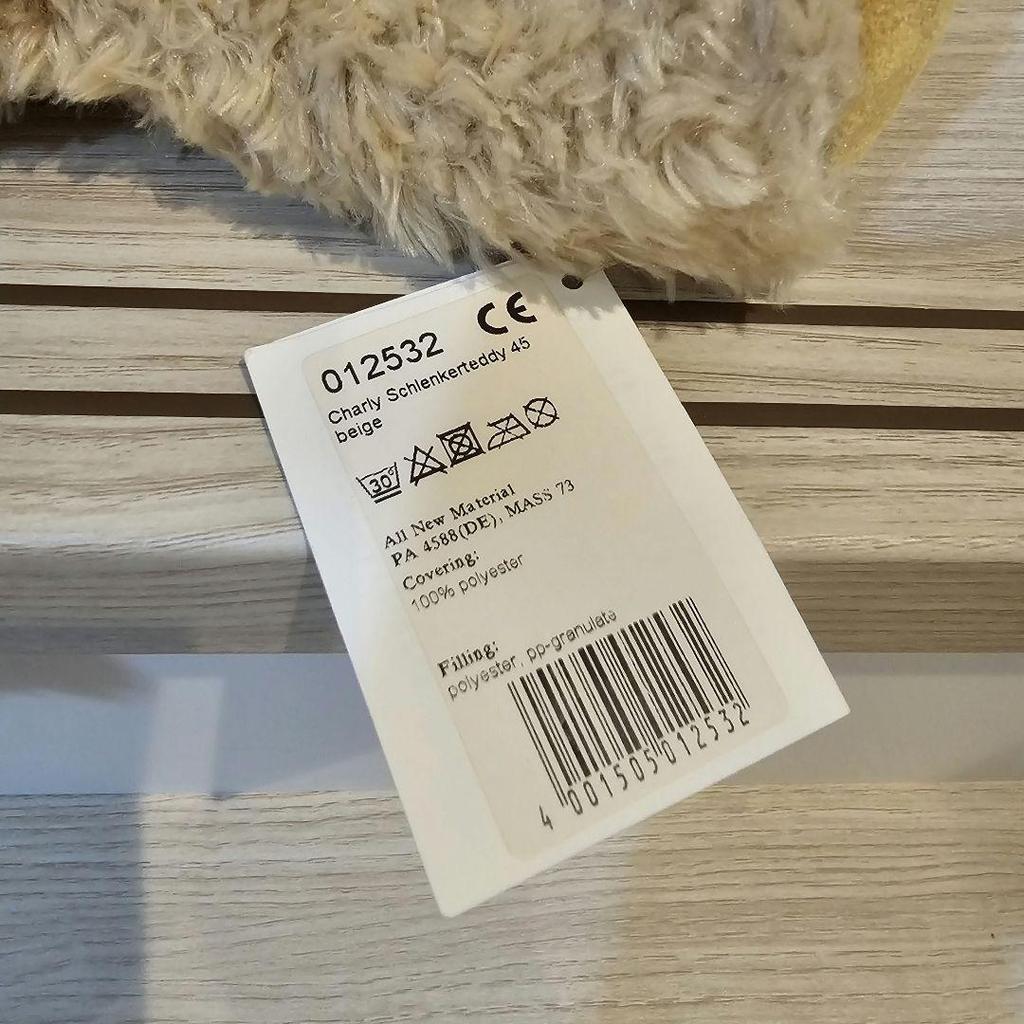 012532 CE
Charly Schlenkerteddy 45
beige
30°
All New Material
PA 4588(DE), MASS 73
Covering:
100% polyester
Filling:
polyester, pp-granulate
4 001505 012532